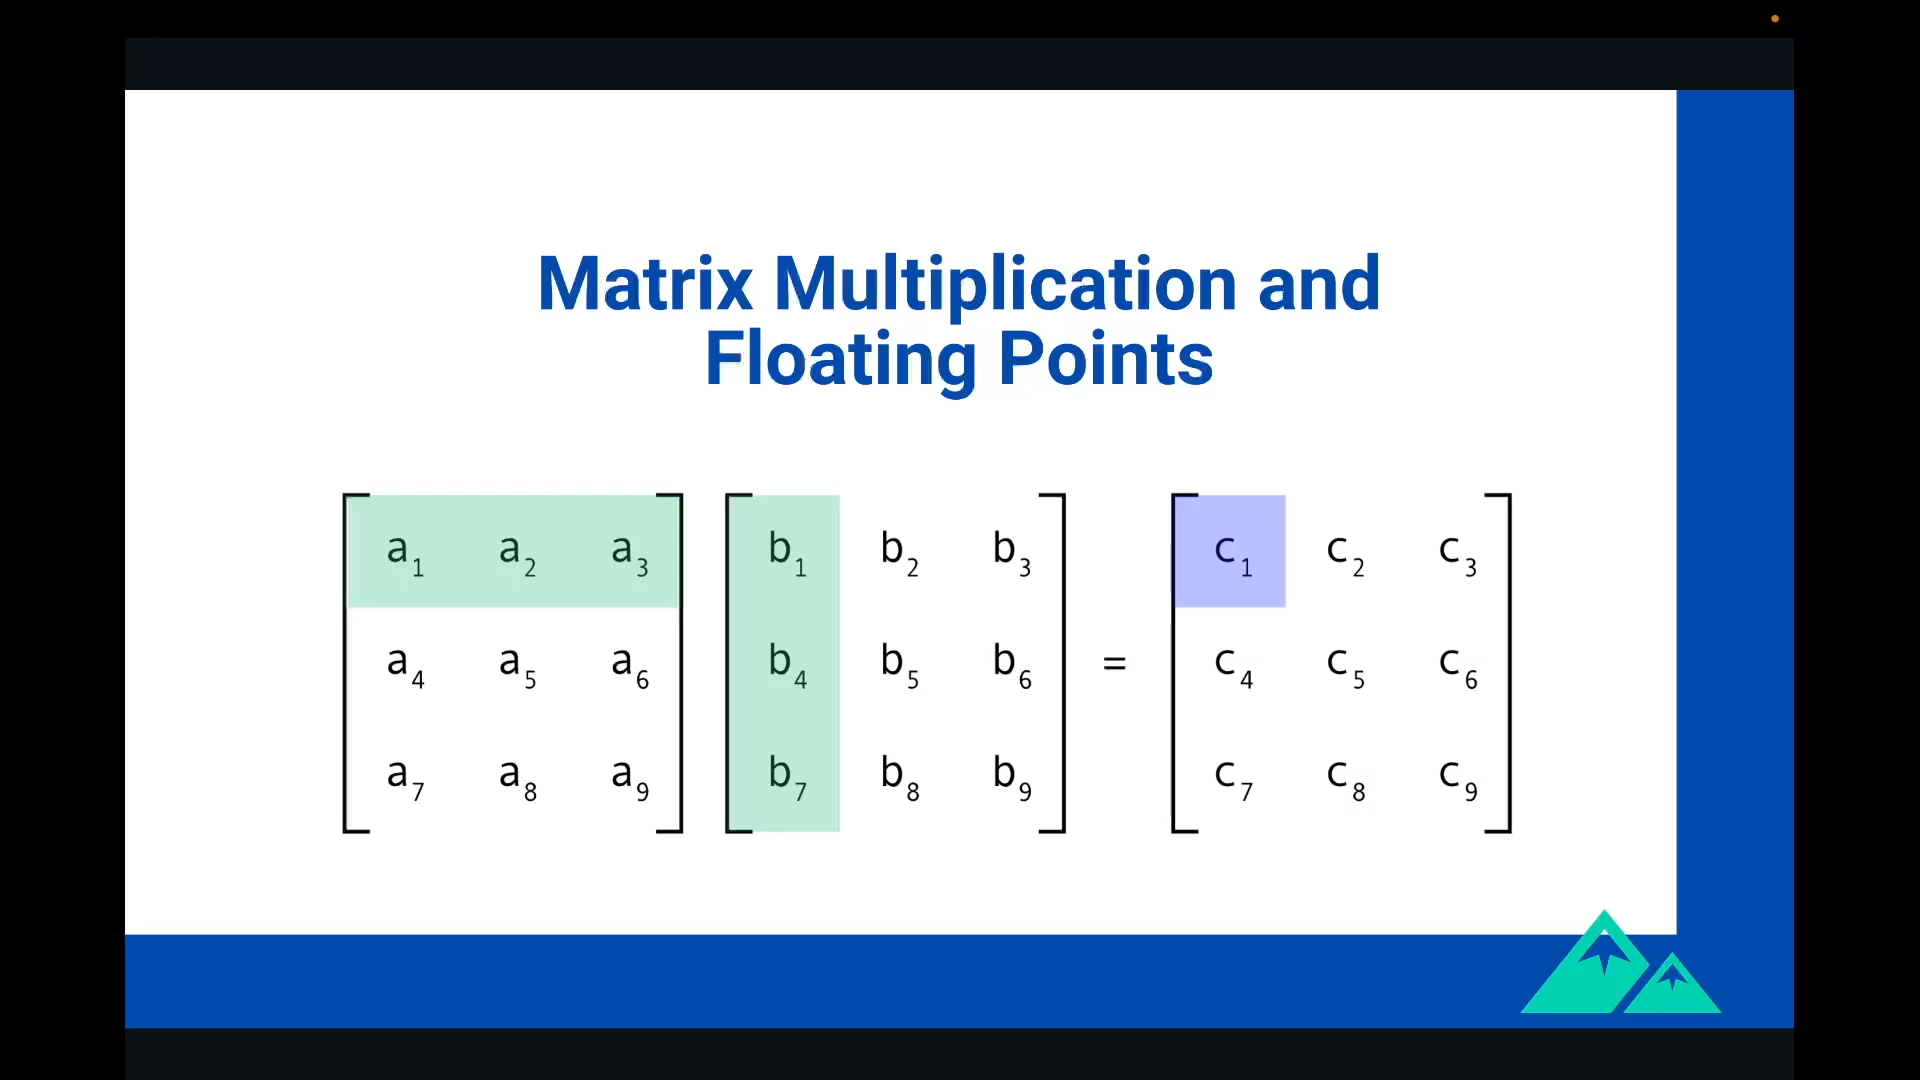 Matrix Multiplication and
Floating Points
a₁ a₂ a₃ b₁ b₂ b₃ c₁ c₂ c₃
a₄ a₅ a₆ b₄ b₅ b₆ = c₄ c₅ c₆
a₇ a₈ a₉ b₇ b₈ b₉ c₇ c₈ c₉